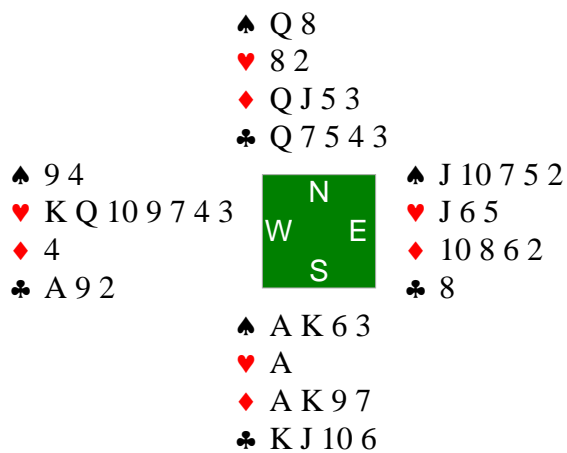 ♠ Q 8
♥ 8 2
♦ Q J 5 3
♣ Q 7 5 4 3
♠ 9 4
♥ K Q 10 9 7 4 3
♦ 4
♣ A 9 2
N
W E
S
♠ J 10 7 5 2
♥ J 6 5
♦ 10 8 6 2
♣ 8
♠ A K 6 3
♥ A
♦ A K 9 7
♣ K J 10 6